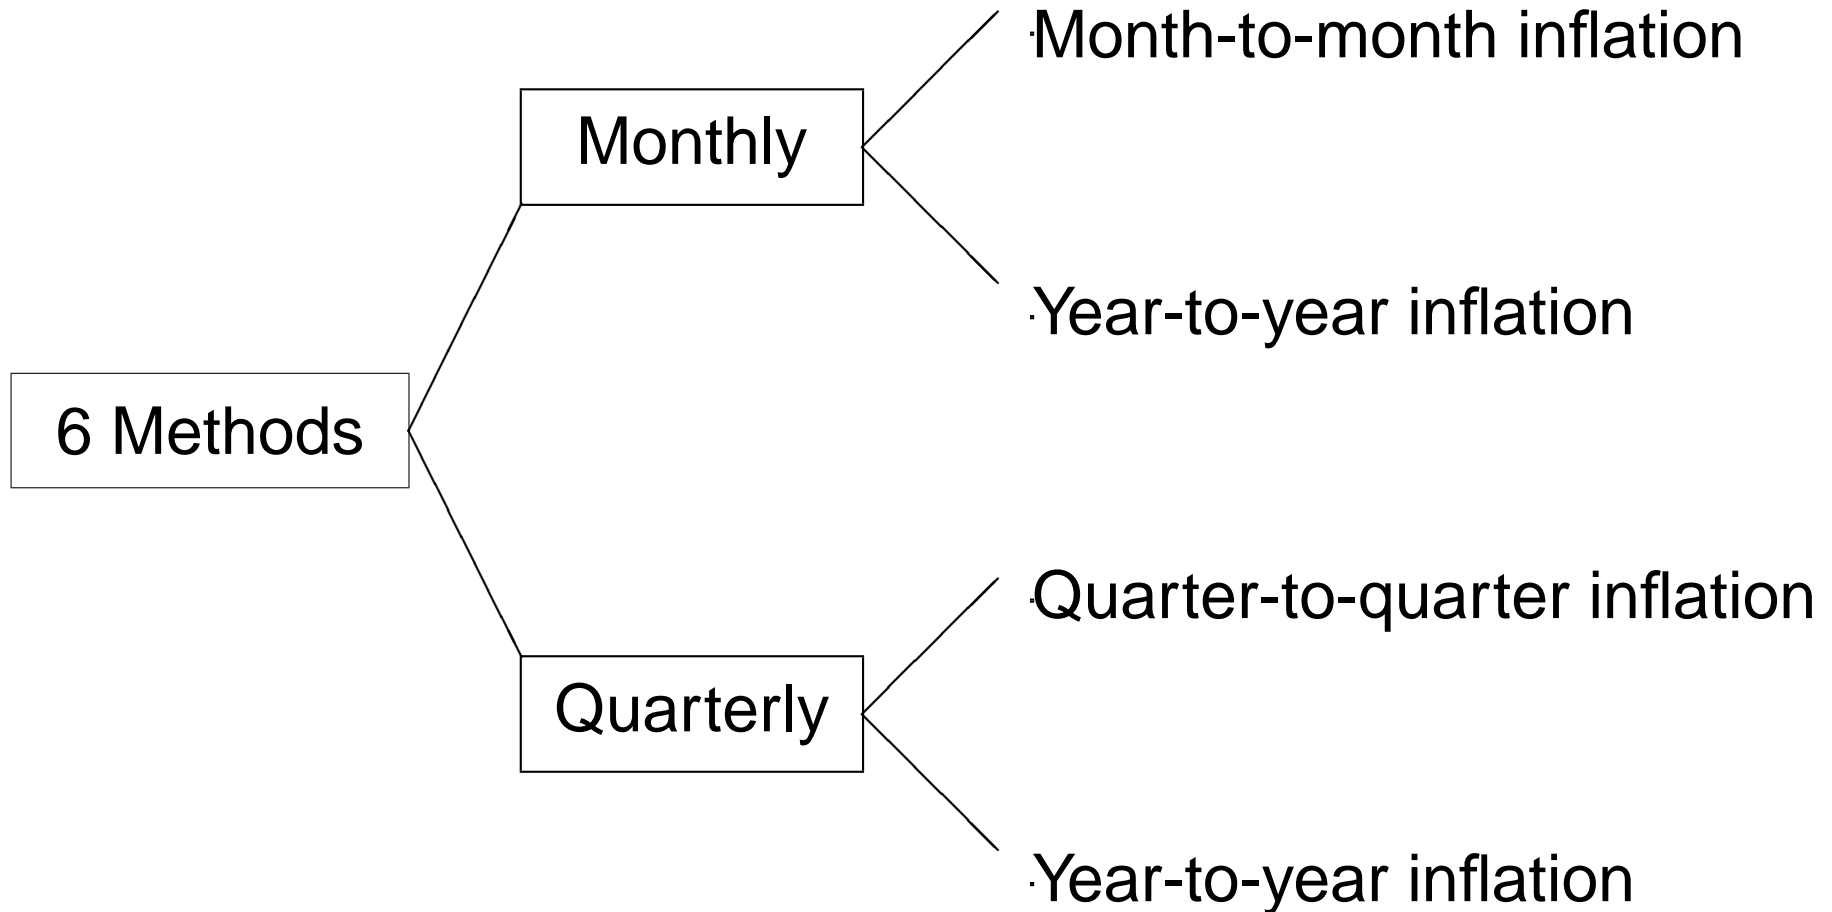 ·Month-to-month inflation
Monthly
·Year-to-year inflation
6 Methods
·Quarter-to-quarter inflation
Quarterly
·Year-to-year inflation